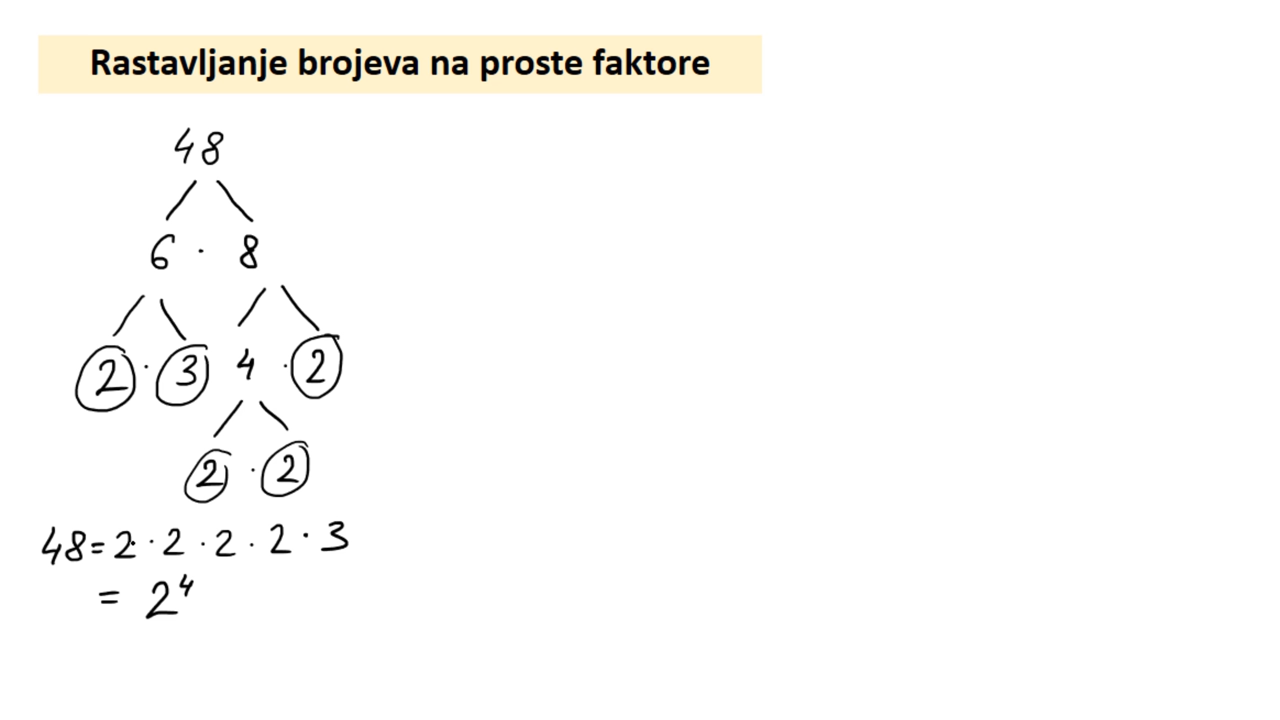 Rastavljanje brojeva na proste faktore
48
6 · 8
2 · 3 4 · 2
2 · 2
48 = 2 · 2 · 2 · 2 · 3
= 2⁴